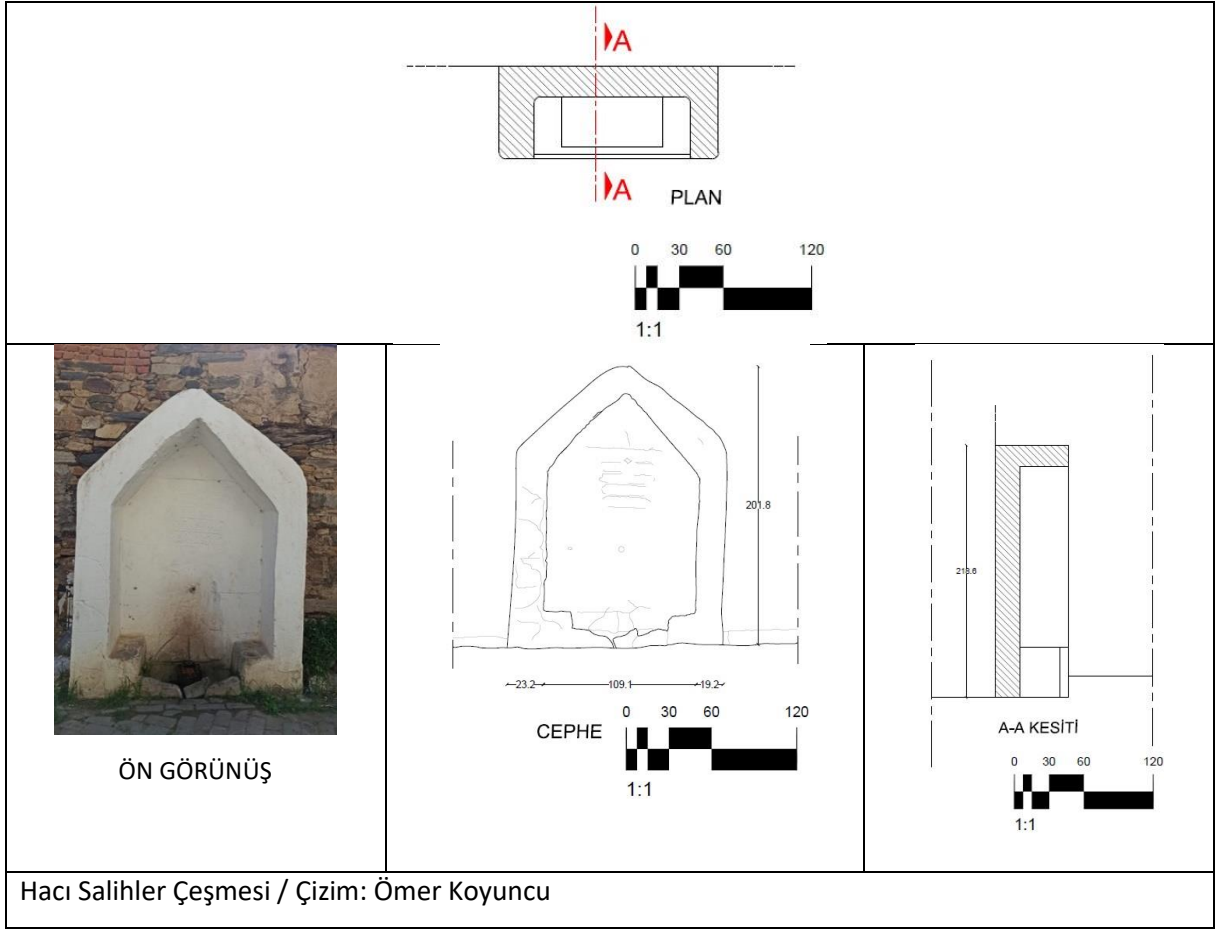 A
A
PLAN
0 30 60 120
1:1
ÖN GÖRÜNÜŞ
201.8
23.2 109.1 19.2
CEPHE
0 30 60 120
1:1
213.6
A-A KESİTİ
0 30 60 120
1:1
Hacı Salihler Çeşmesi / Çizim: Ömer Koyuncu